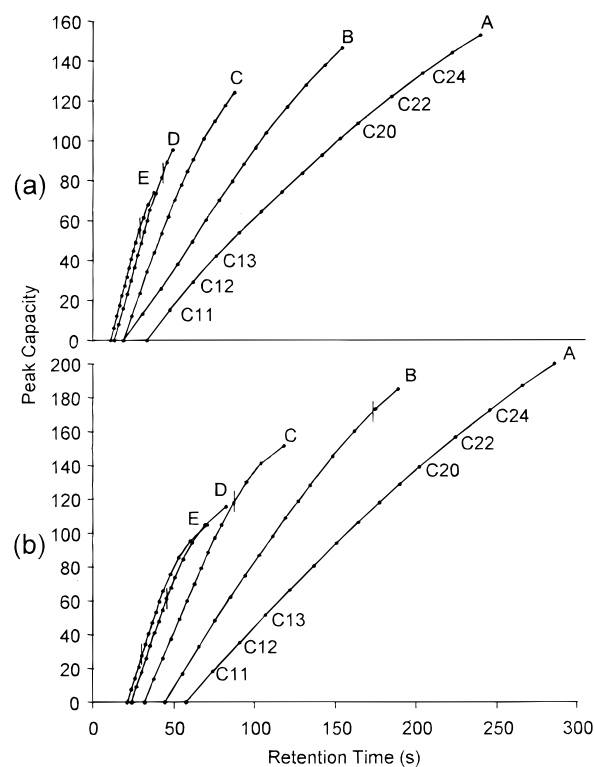 160
140
120
100
80
60
40
20
0
(a)
A
B
C
D
E
C24
C22
C20
C13
C12
C11
Peak Capacity
200
180
160
140
120
100
80
60
40
20
0
(b)
A
B
C
D
E
C24
C22
C20
C13
C12
C11
0 50 100 150 200 250 300
Retention Time (s)